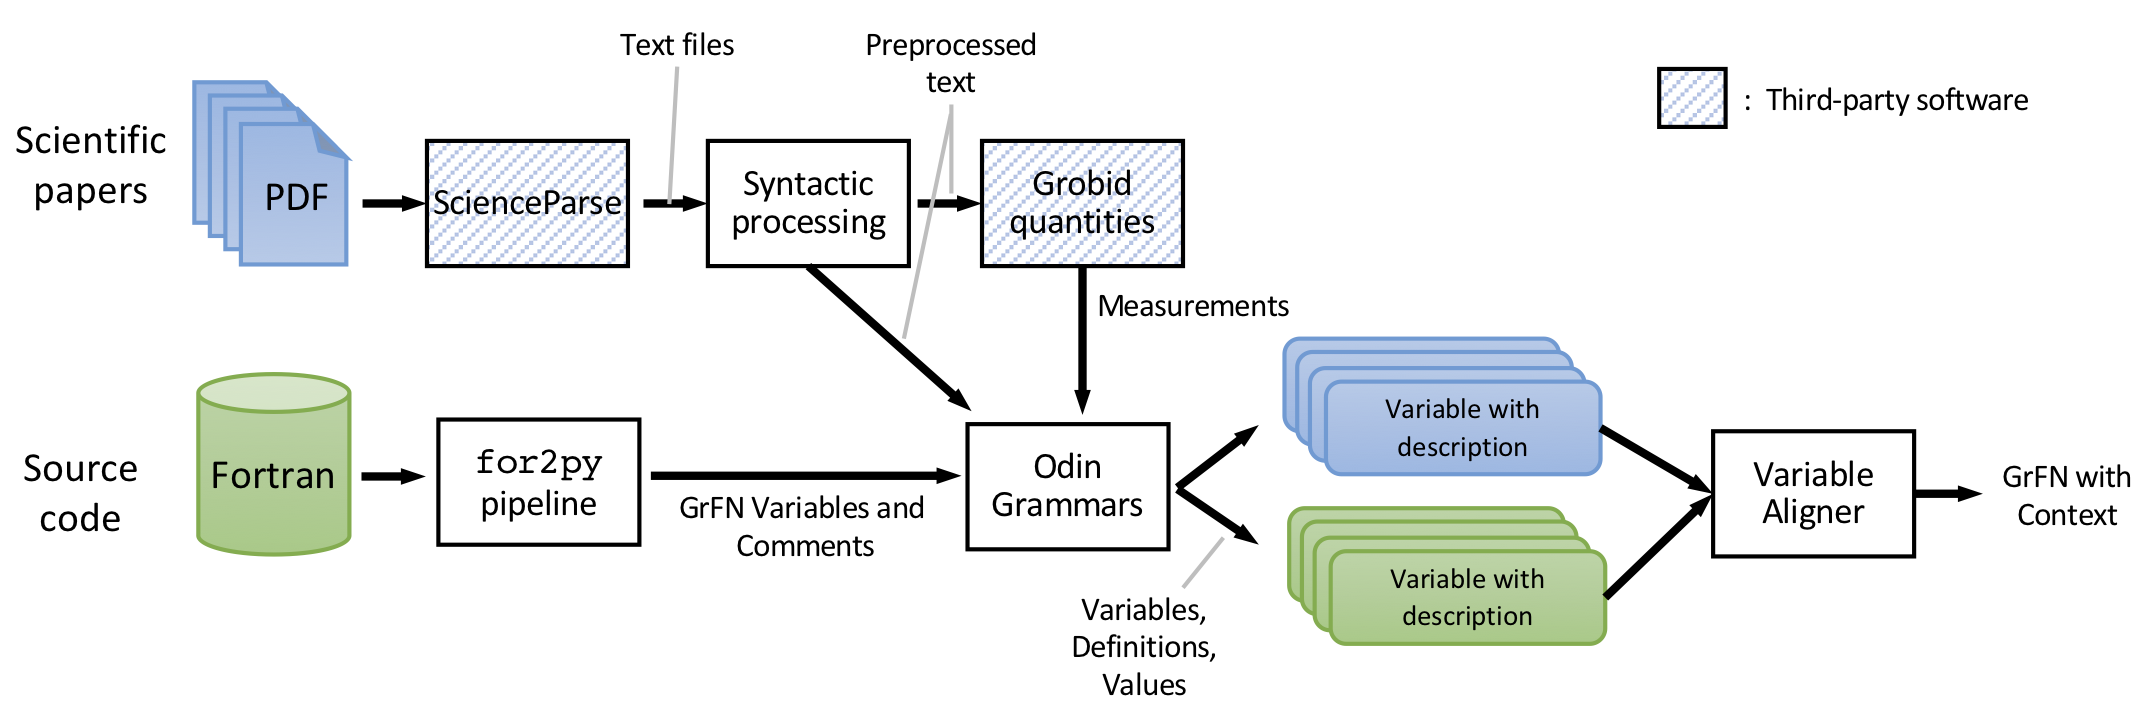 Text files
Preprocessed
text
: Third-party software
Scientific
papers
PDF
ScienceParse
Syntactic
processing
Grobid
quantities
Measurements
Source
code
Fortran
for2py
pipeline
GrFN Variables and
Comments
Odin
Grammars
Variables,
Definitions,
Values
Variable with
description
Variable with
description
Variable
Aligner
GrFN with
Context